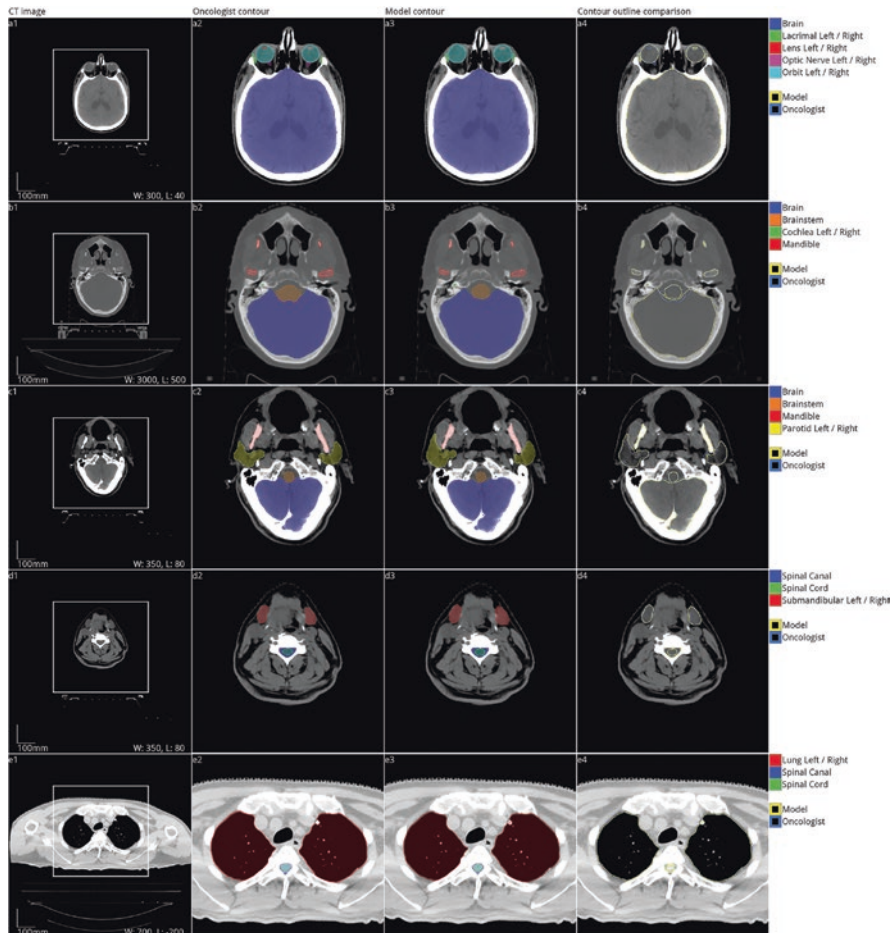 CT image Oncologist contour Model contour Contour outline comparison
a1 a2 a3 a4
Brain
Lacrimal Left / Right
Lens Left / Right
Optic Nerve Left / Right
Orbit Left / Right
Model
Oncologist
100mm W: 300, L: 40
b1 b2 b3 b4
Brain
Brainstem
Cochlea Left / Right
Mandible
Model
Oncologist
100mm W: 3000, L: 500
c1 c2 c3 c4
Brain
Brainstem
Mandible
Parotid Left / Right
Model
Oncologist
100mm W: 350, L: 80
d1 d2 d3 d4
Spinal Canal
Spinal Cord
Submandibular Left / Right
Model
Oncologist
100mm W: 350, L: 80
e1 e2 e3 e4
Lung Left / Right
Spinal Canal
Spinal Cord
Model
Oncologist
100mm W: 700, L: -200